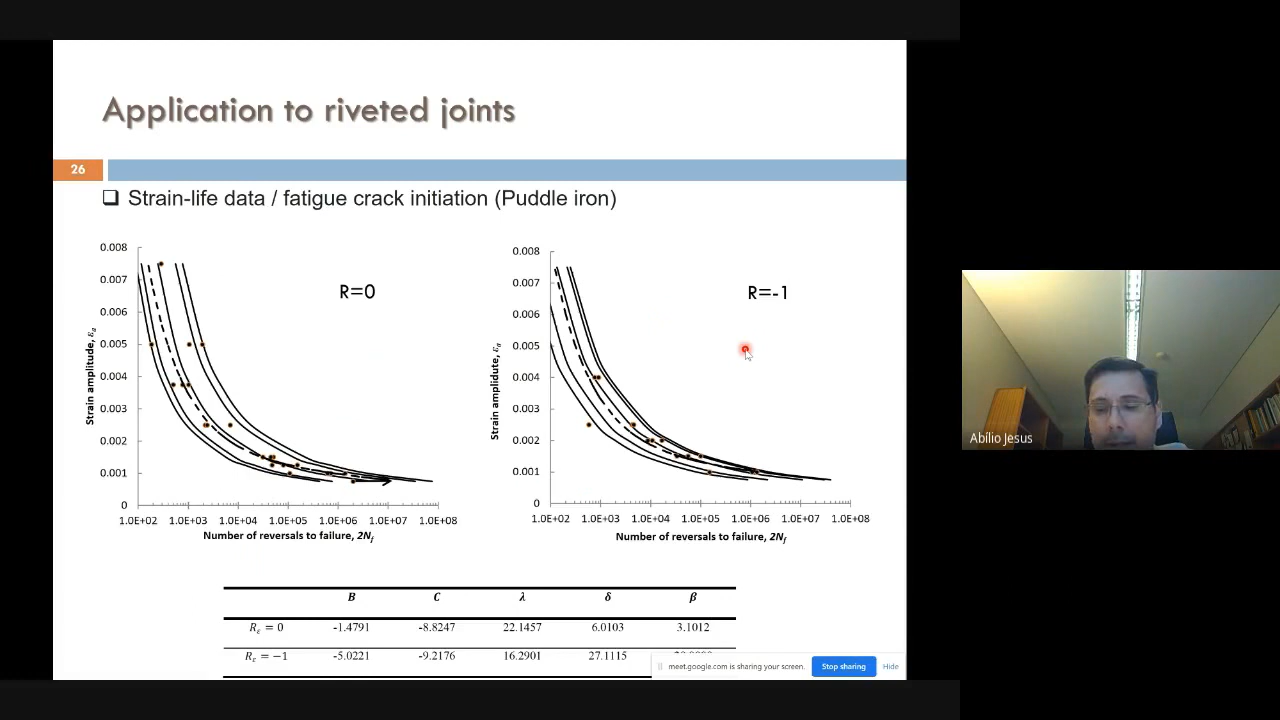 Application to riveted joints
26
Strain-life data / fatigue crack initiation (Puddle iron)
0.008
0.007
0.006
0.005
0.004
0.003
0.002
0.001
0
Strain amplitude, εa
R=0
1.0E+02 1.0E+03 1.0E+04 1.0E+05 1.0E+06 1.0E+07 1.0E+08
Number of reversals to failure, 2Nf
0.008
0.007
0.006
0.005
0.004
0.003
0.002
0.001
0
Strain amplidute, εa
R=-1
1.0E+02 1.0E+03 1.0E+04 1.0E+05 1.0E+06 1.0E+07 1.0E+08
Number of reversals to failure, 2Nf
B C λ δ β
Rε = 0 -1.4791 -8.8247 22.1457 6.0103 3.1012
Rε = −1 -5.0221 -9.2176 16.2901 27.1115
meet.google.com is sharing your screen. Stop sharing Hide
Abílio Jesus